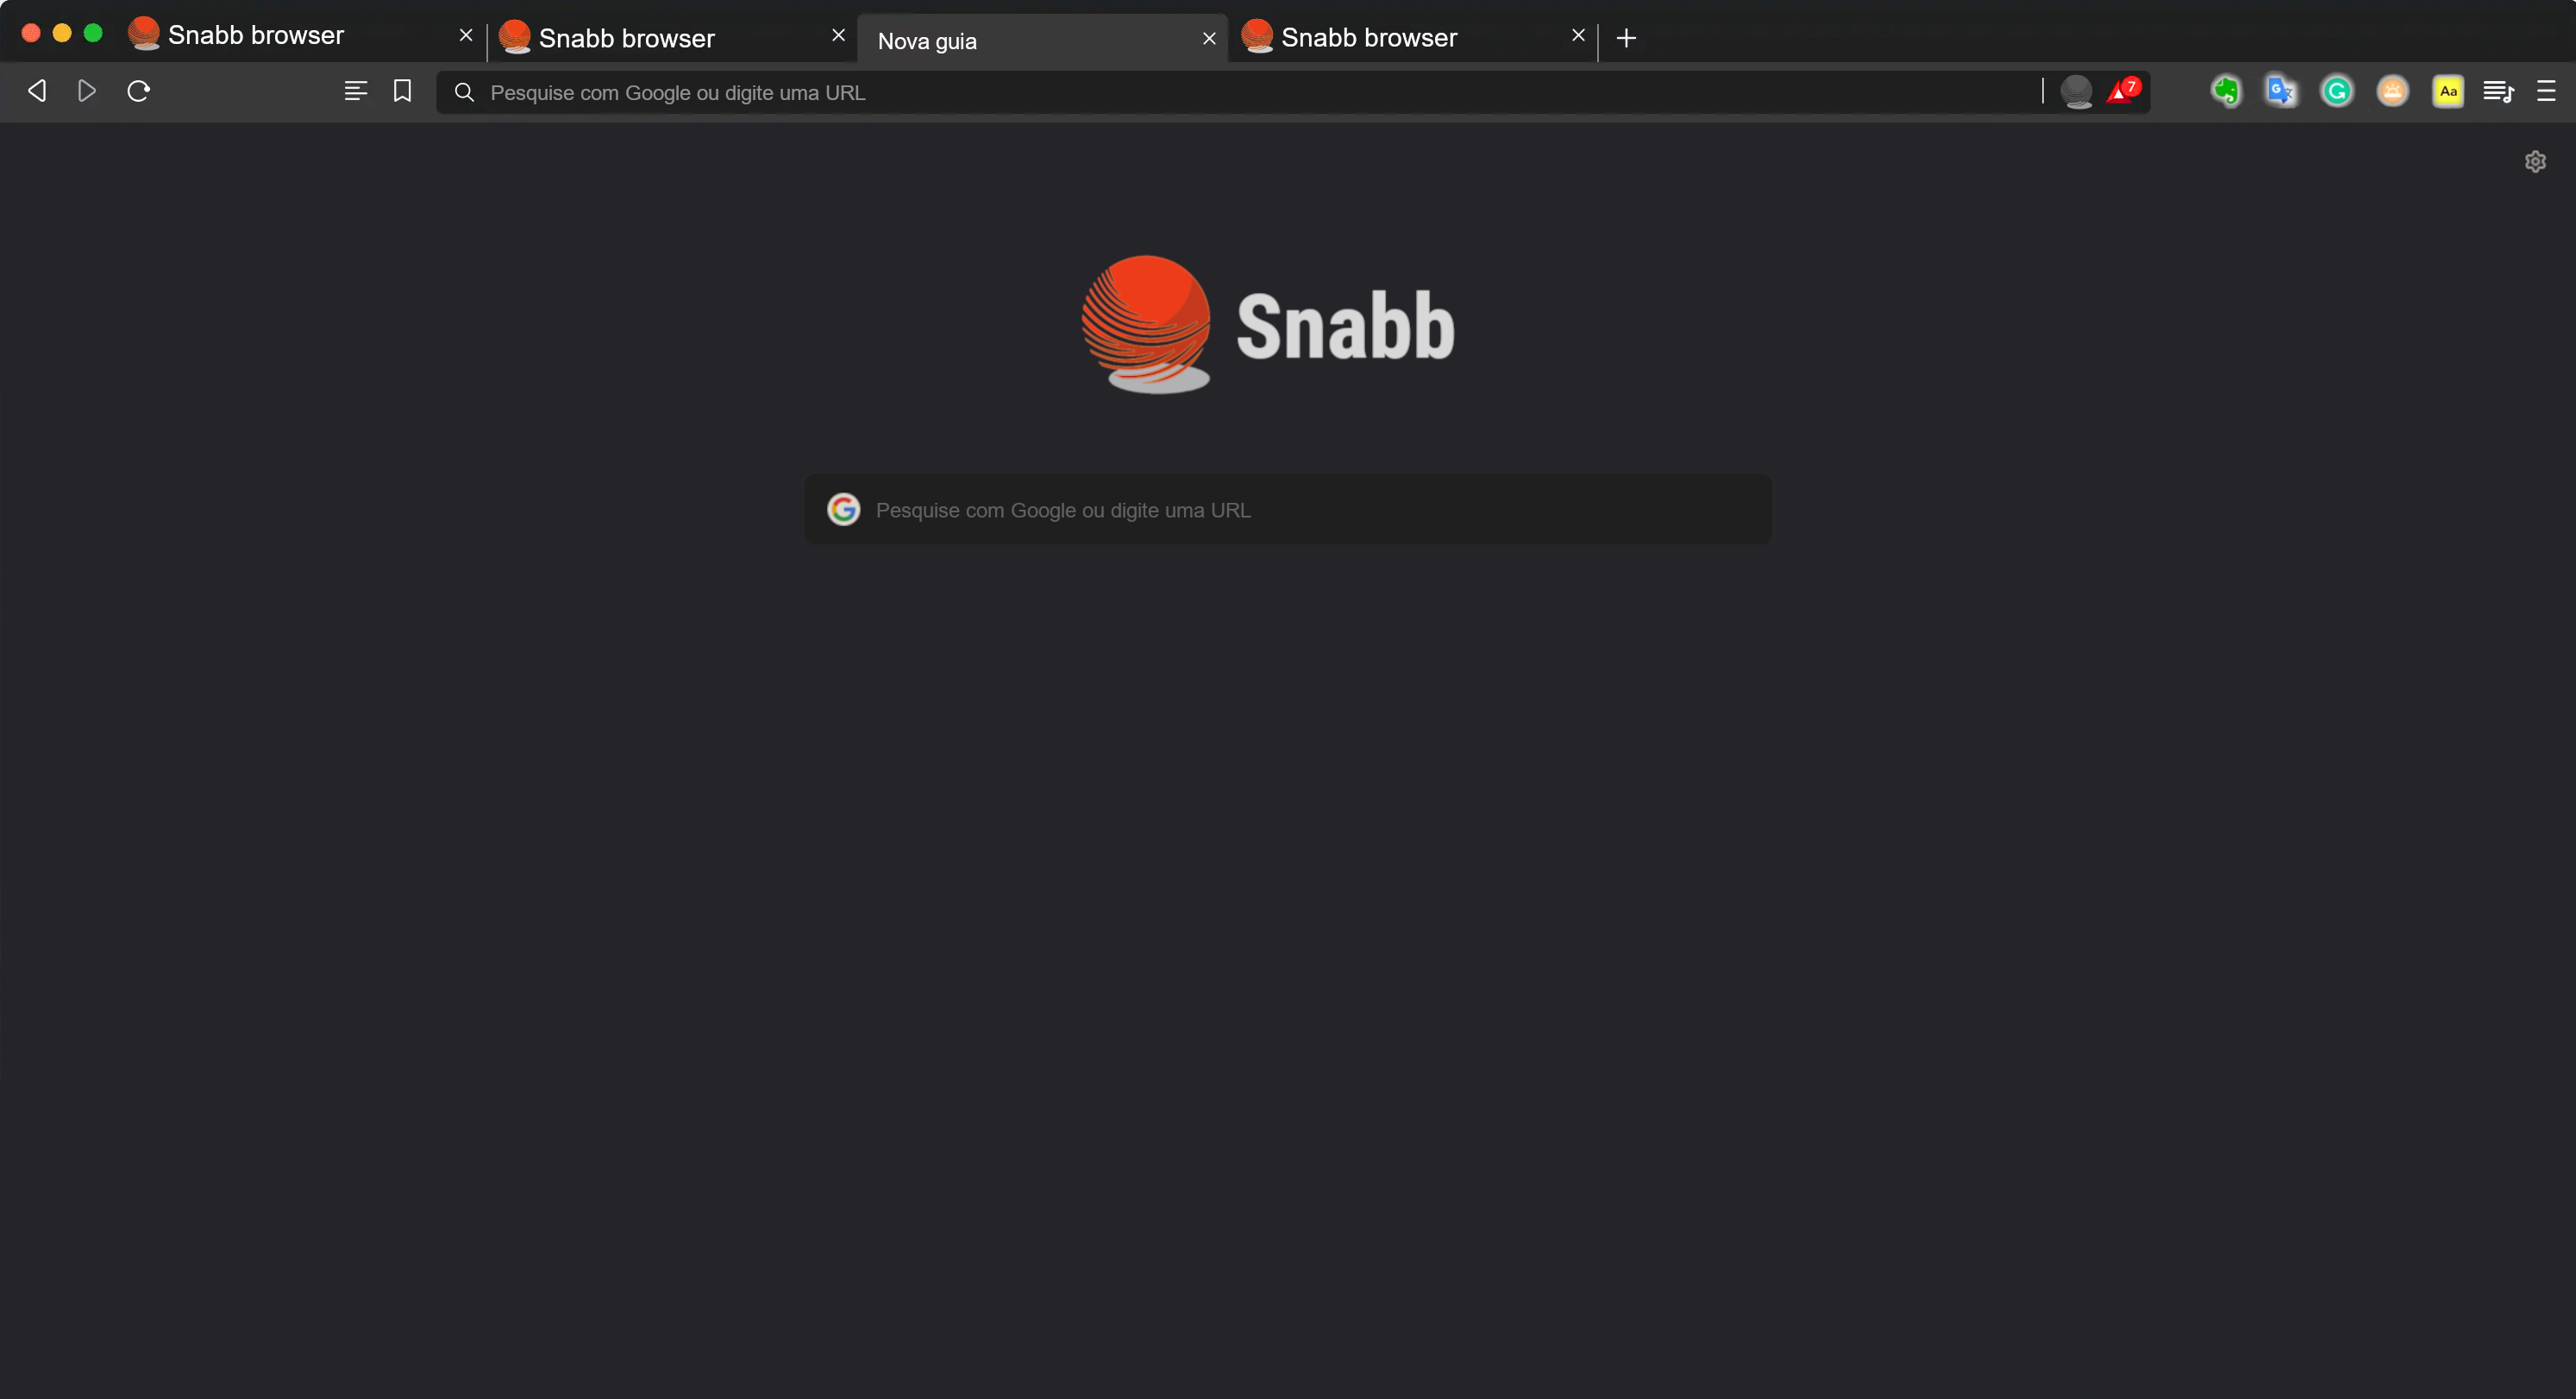 Snabb browser
Snabb browser
Nova guia
Snabb browser
Pesquise com Google ou digite uma URL
7
G
Aa
Snabb
Pesquise com Google ou digite uma URL